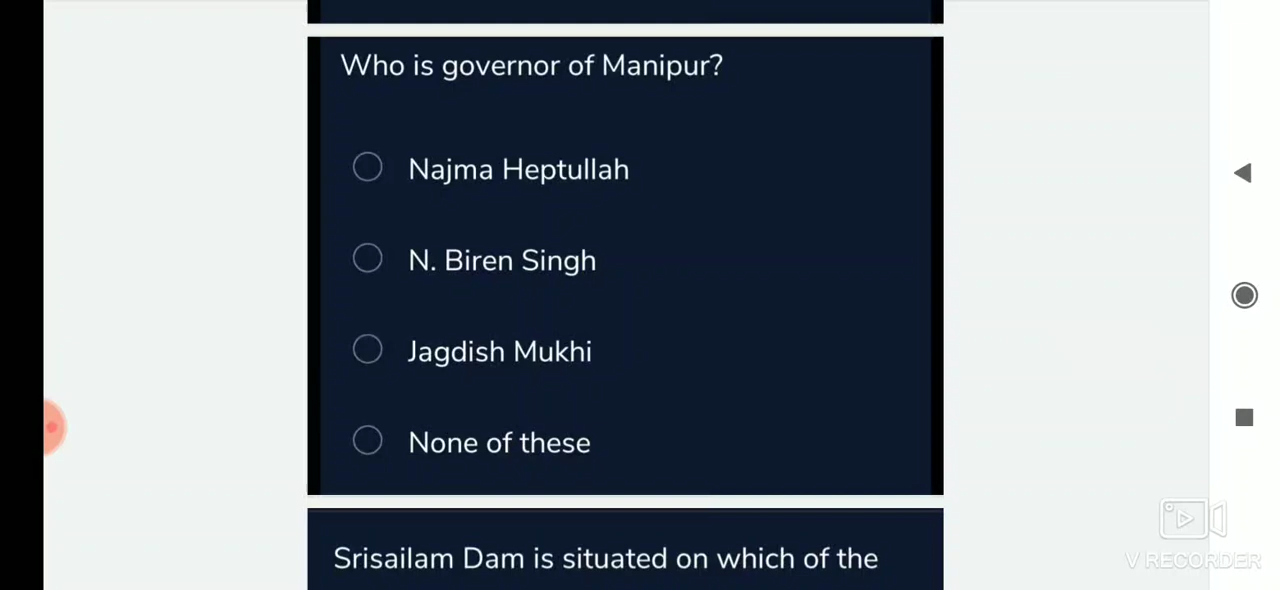 Who is governor of Manipur?
Najma Heptullah
N. Biren Singh
Jagdish Mukhi
None of these
V RECORDER
Srisailam Dam is situated on which of the